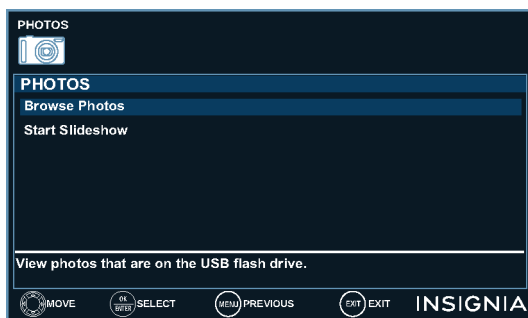 PHOTOS
PHOTOS
Browse Photos
Start Slideshow
View photos that are on the USB flash drive.
MOVE OK ENTER SELECT MENU PREVIOUS EXIT EXIT INSIGNIA